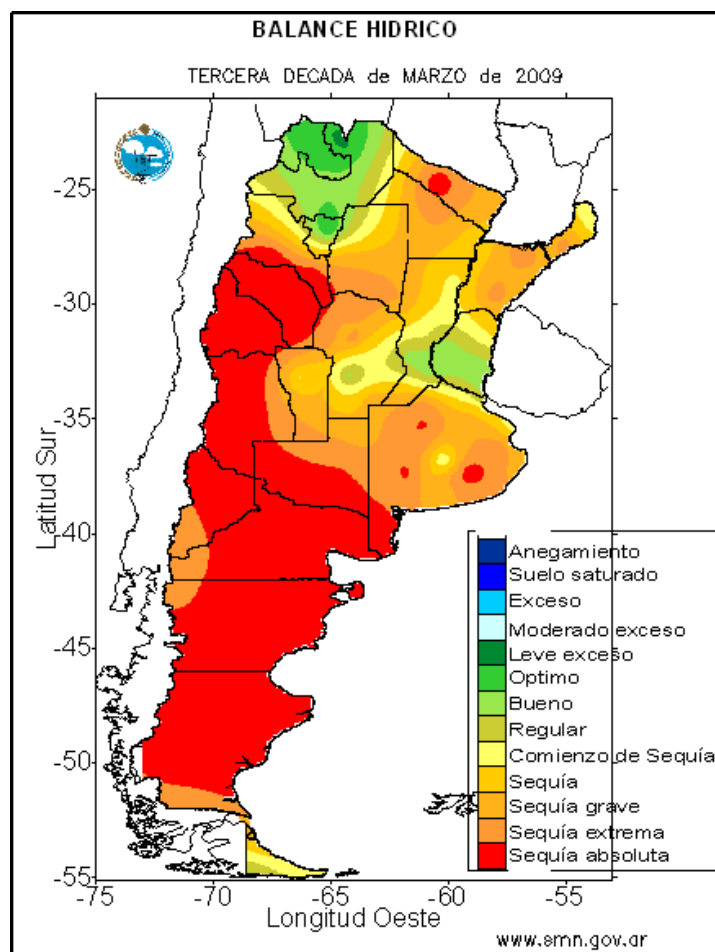 BALANCE HIDRICO
TERCERA DECADA de MARZO de 2009
-25
-30
-35
-40
-45
-50
-55
Latitud Sur
-75
-70
-65
-60
-55
Longitud Oeste
Anegamiento
Suelo saturado
Exceso
Moderado exceso
Leve exceso
Optimo
Bueno
Regular
Comienzo de Sequía
Sequía
Sequía grave
Sequía extrema
Sequía absoluta
www.smn.gov.ar